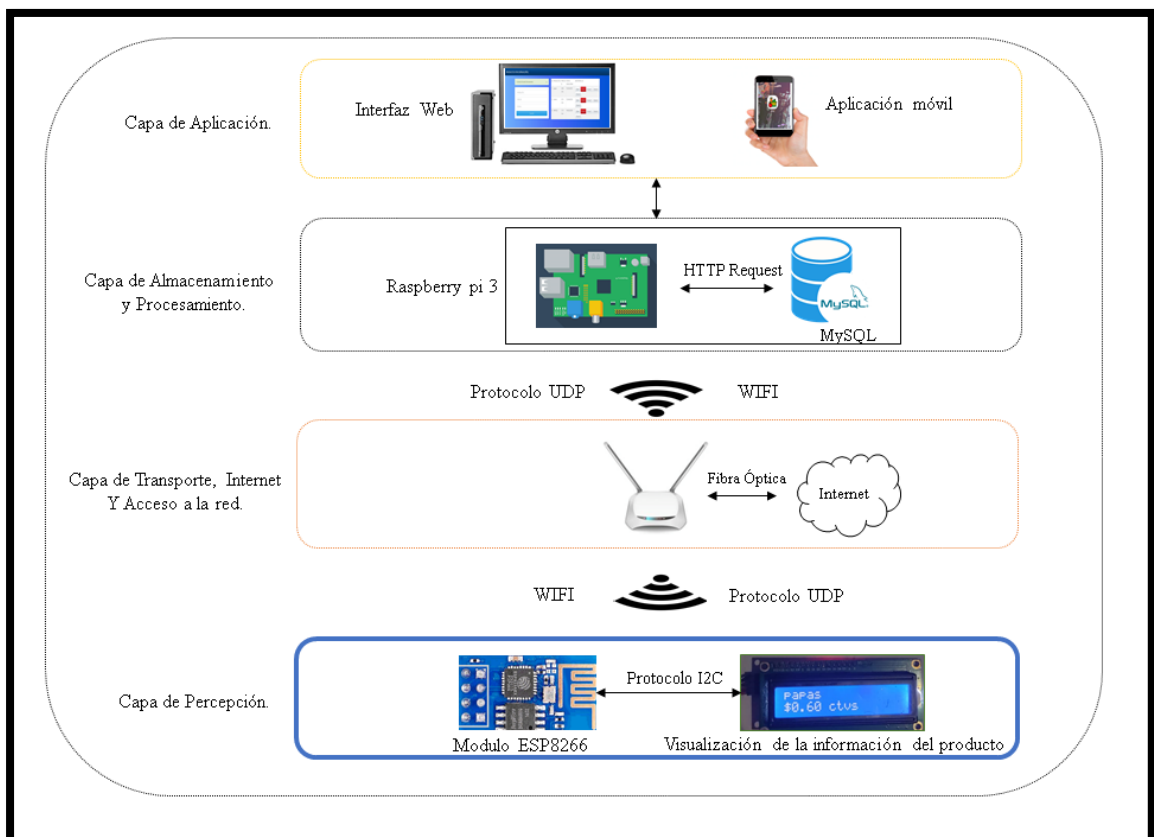 Interfaz Web
Aplicación móvil
Capa de Aplicación.
Capa de Almacenamiento
y Procesamiento.
Raspberry pi 3
HTTP Request
MySQL
MySQL
Protocolo UDP
WIFI
Capa de Transporte, Internet
Y Acceso a la red.
Fibra Óptica
Internet
WIFI
Protocolo UDP
Capa de Percepción.
Protocolo I2C
papas
$0.60 ctvs
Modulo ESP8266
Visualización de la información del producto